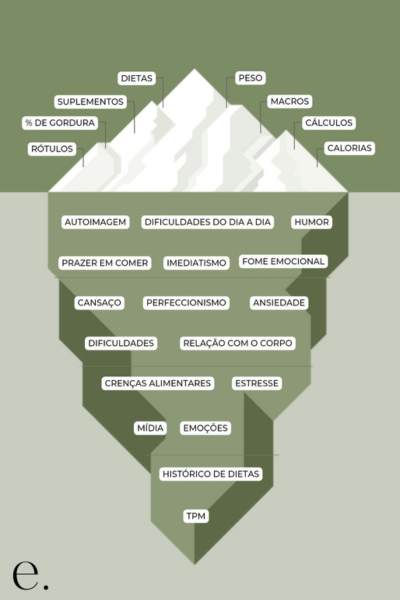 DIETAS
PESO
SUPLEMENTOS
MACROS
% DE GORDURA
CÁLCULOS
RÓTULOS
CALORIAS
AUTOIMAGEM
DIFICULDADES DO DIA A DIA
HUMOR
PRAZER EM COMER
IMEDIATISMO
FOME EMOCIONAL
CANSAÇO
PERFECCIONISMO
ANSIEDADE
DIFICULDADES
RELAÇÃO COM O CORPO
CRENÇAS ALIMENTARES
ESTRESSE
MÍDIA
EMOÇÕES
HISTÓRICO DE DIETAS
TPM
e.